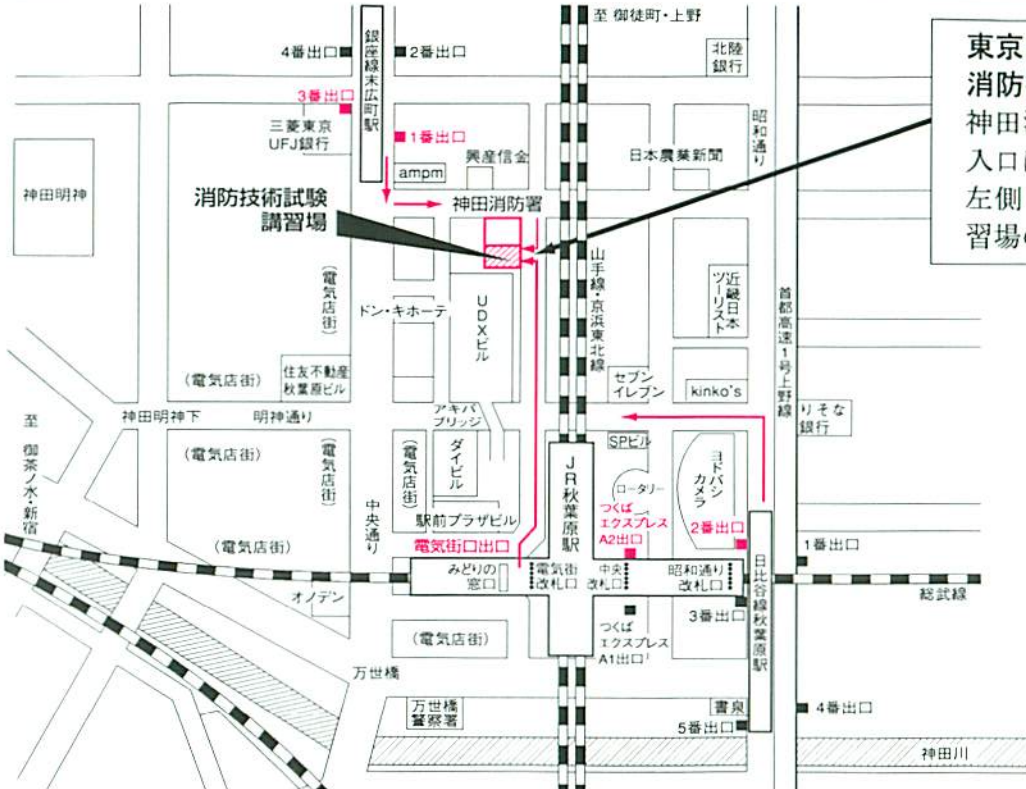 至 御徒町・上野
銀座線末広町駅
4番出口
2番出口
北陸
銀行
3番出口
三菱東京
UFJ銀行
1番出口
昭和通り
興産信金
日本農業新聞
ampm
神田明神
消防技術試験
講習場
神田消防署
東京
消防
神田
入口
左側
習場
山手線・京浜東北線
(電気店街)
ドン・キホーテ
UDXビル
近畿日本
ツーリスト
首都高速1号上野線
住友不動産
秋葉原ビル
(電気店街)
セブン
イレブン
kinko's
アキバ
ブリッジ
神田明神下
明神通り
りそな
銀行
至 御茶ノ水・新宿
(電気店街)
(電気店街)
(電気店街)
ダイビル
JR秋葉原駅
SPビル
ロータリー
ヨドバシ
カメラ
中央通り
駅前プラザビル
つくば
エクスプレス
A2出口
2番出口
(電気店街)
電気街口出口
日比谷線秋葉原駅
1番出口
みどりの
窓口
電気街
改札口
中央
改札口
昭和通り
改札口
総武線
オノデン
3番出口
(電気店街)
つくば
エクスプレス
A1出口
万世橋
万世橋
警察署
書泉
5番出口
4番出口
神田川